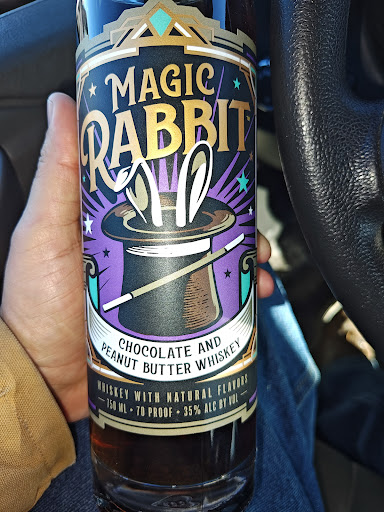 MAGIC
RABBIT
CHOCOLATE AND
PEANUT BUTTER WHISKEY
WHISKEY WITH NATURAL FLAVORS
750 ML • 70 PROOF • 35% ALC BY VOL